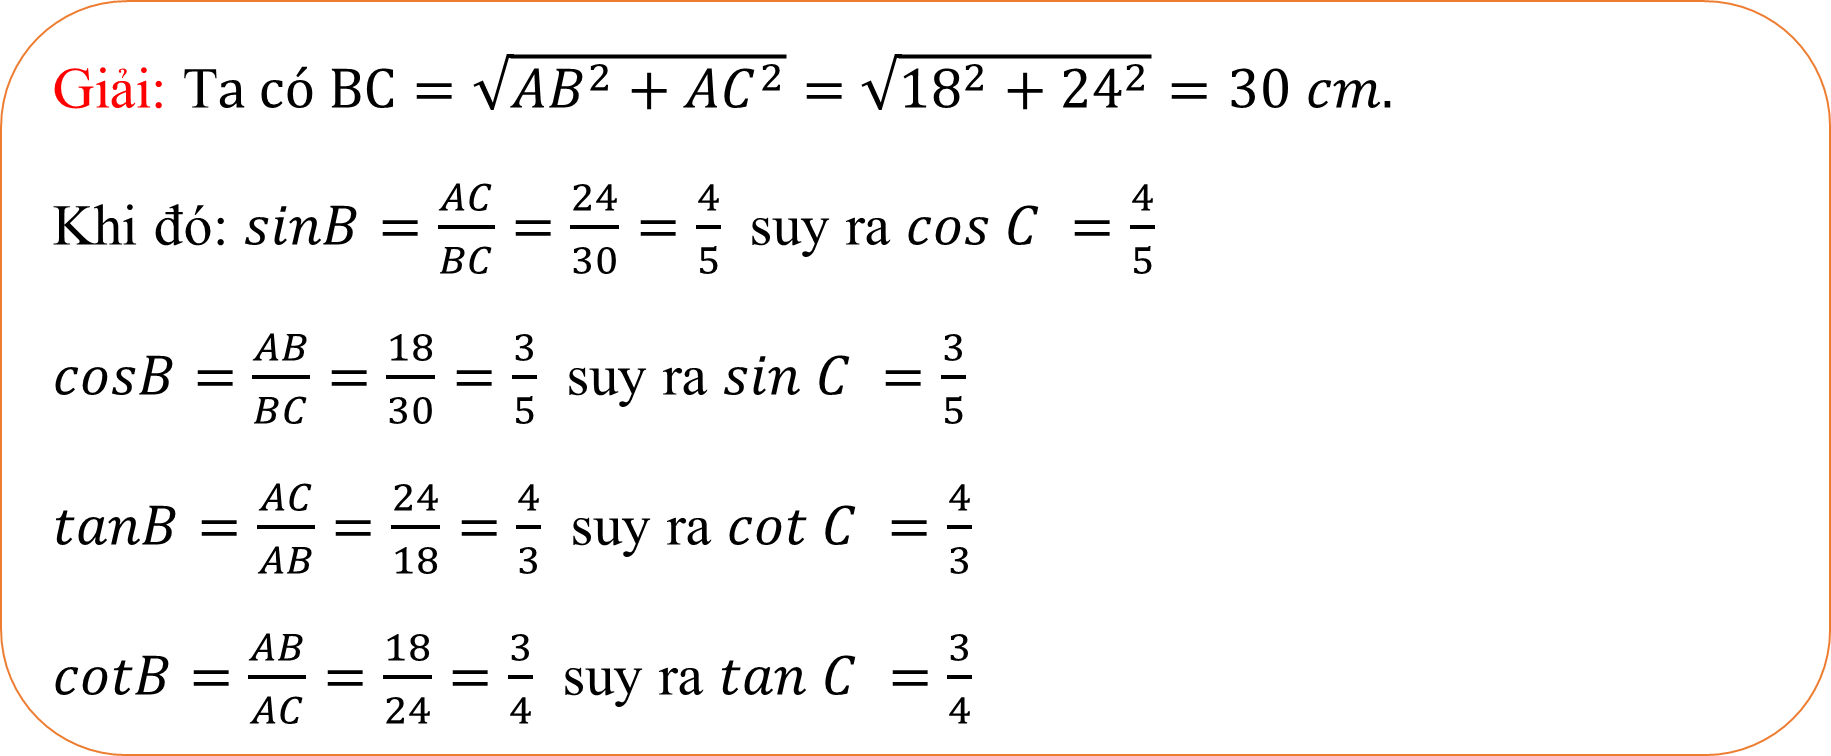 Giải: Ta có BC = √(AB² + AC²) = √(18² + 24²) = 30 cm.
Khi đó: sinB = AC/BC = 24/30 = 4/5 suy ra cos C = 4/5
cosB = AB/BC = 18/30 = 3/5 suy ra sin C = 3/5
tanB = AC/AB = 24/18 = 4/3 suy ra cot C = 4/3
cotB = AB/AC = 18/24 = 3/4 suy ra tan C = 3/4